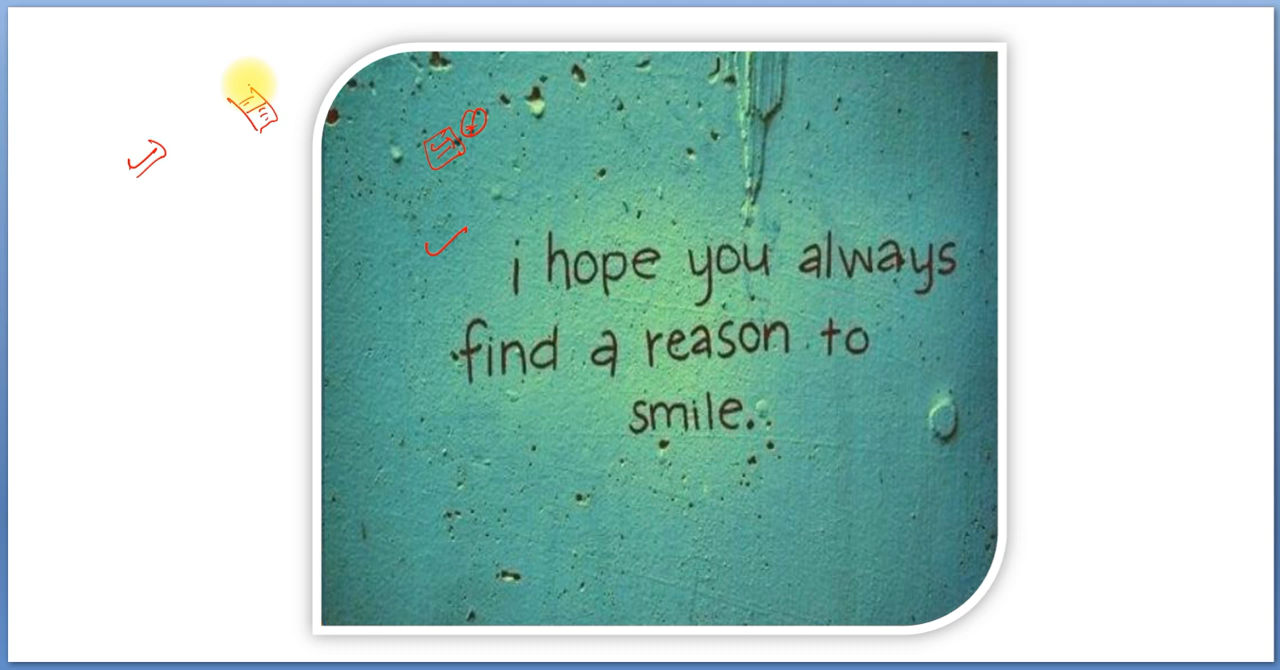 i hope you always
find a reason to
smile.